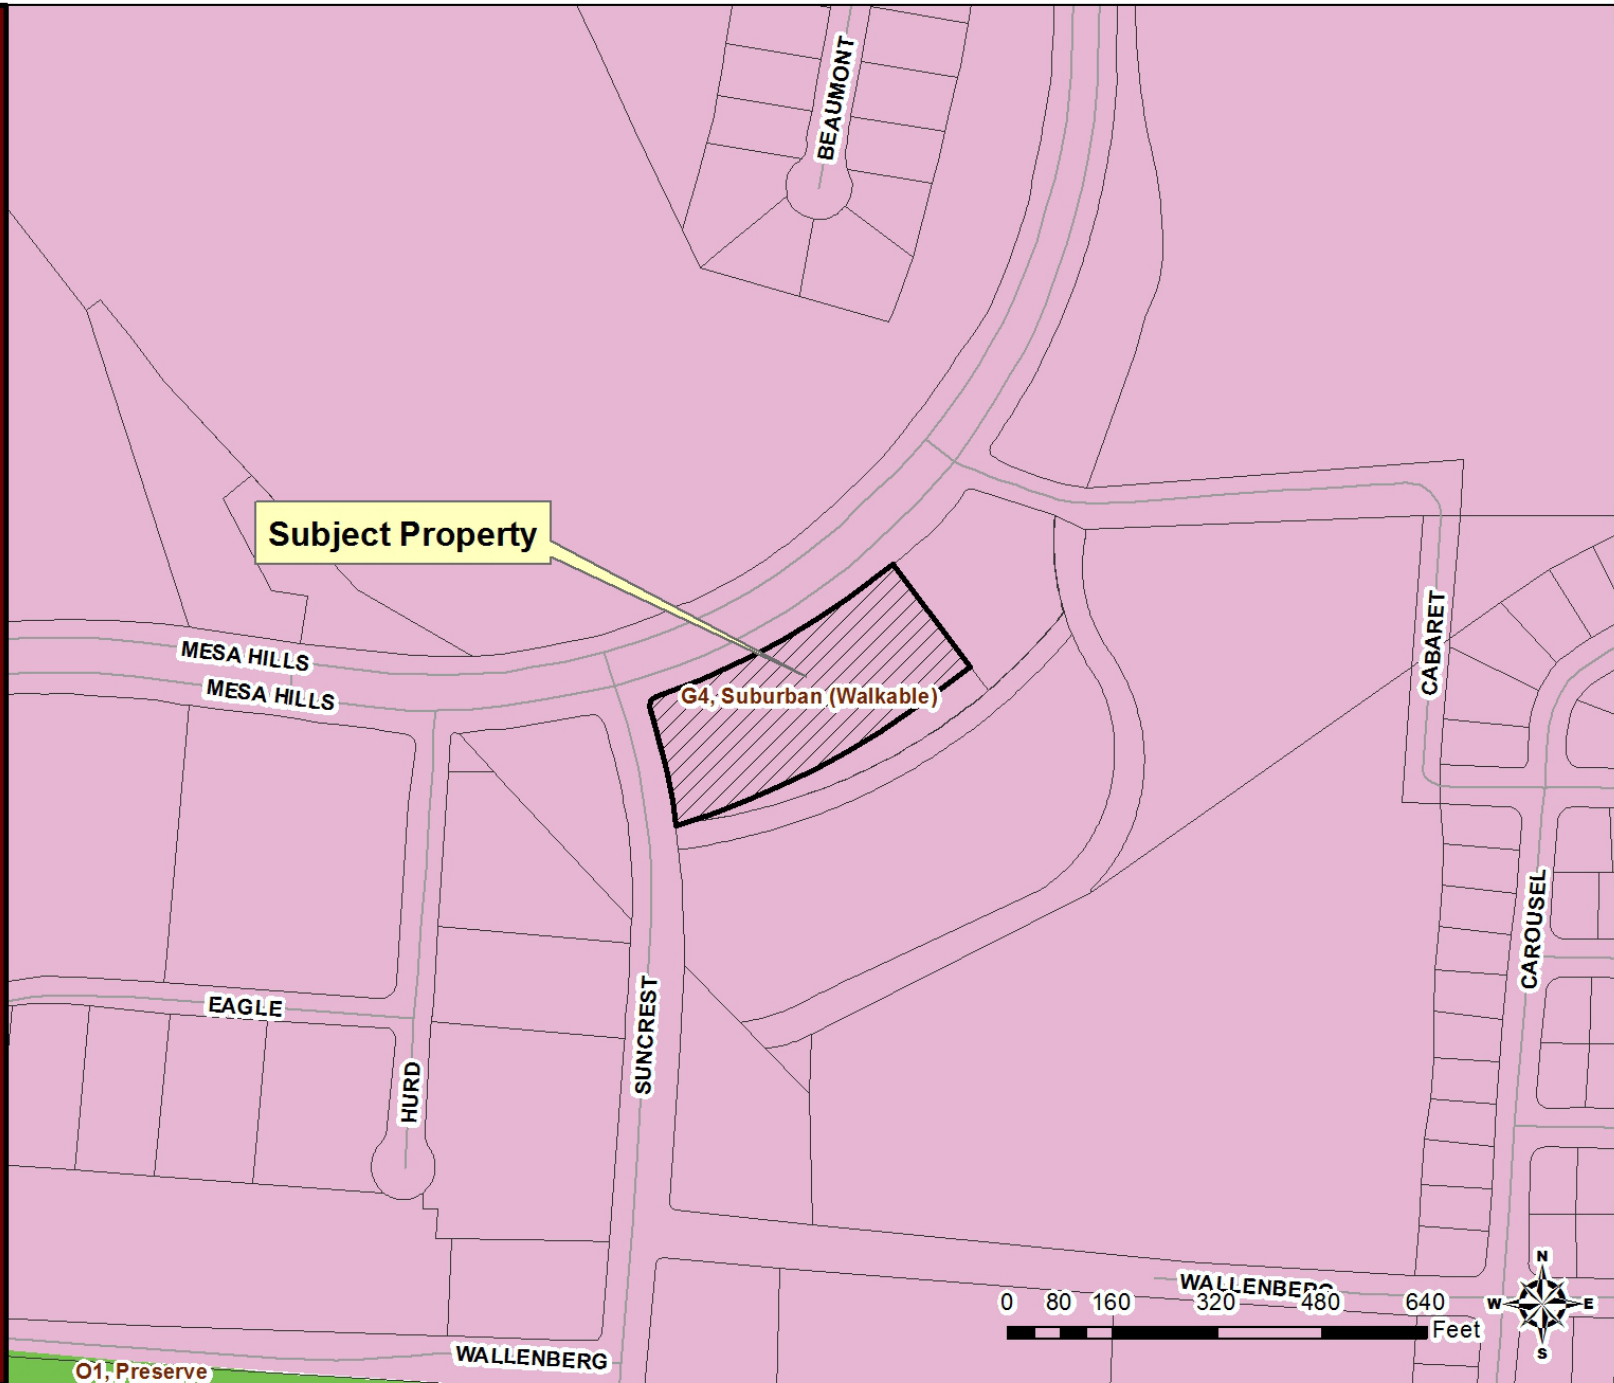 BEAUMONT
Subject Property
MESA HILLS
MESA HILLS
G4, Suburban (Walkable)
CABARET
CAROUSEL
EAGLE
SUNCREST
HURD
WALLENBERG
0 80 160 320 480 640
Feet
N
W E
S
WALLENBERG
O1, Preserve